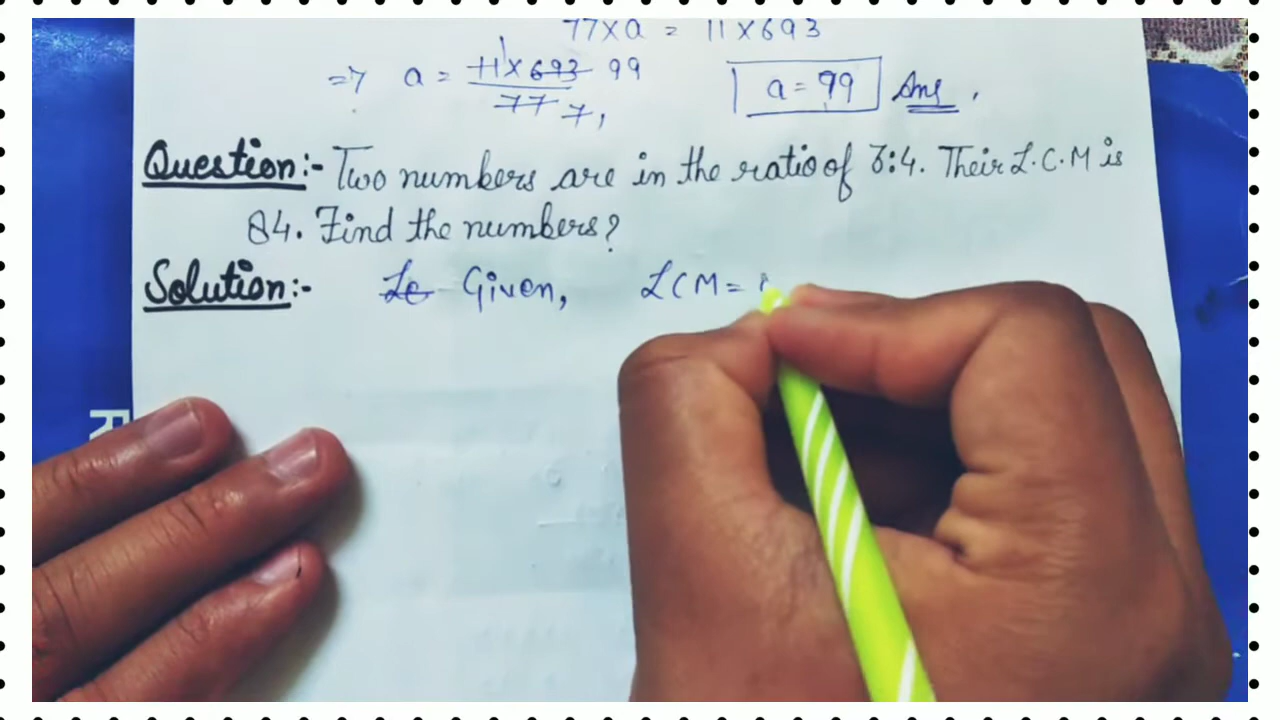 77 x a = 11 x 693
=> a = 11 x 693 99
77 7,
a = 99 Ans.
Question:- Two numbers are in the ratio of 3:4. Their L.C.M is
84. Find the numbers?
Solution:- Le Given, LCM =
R